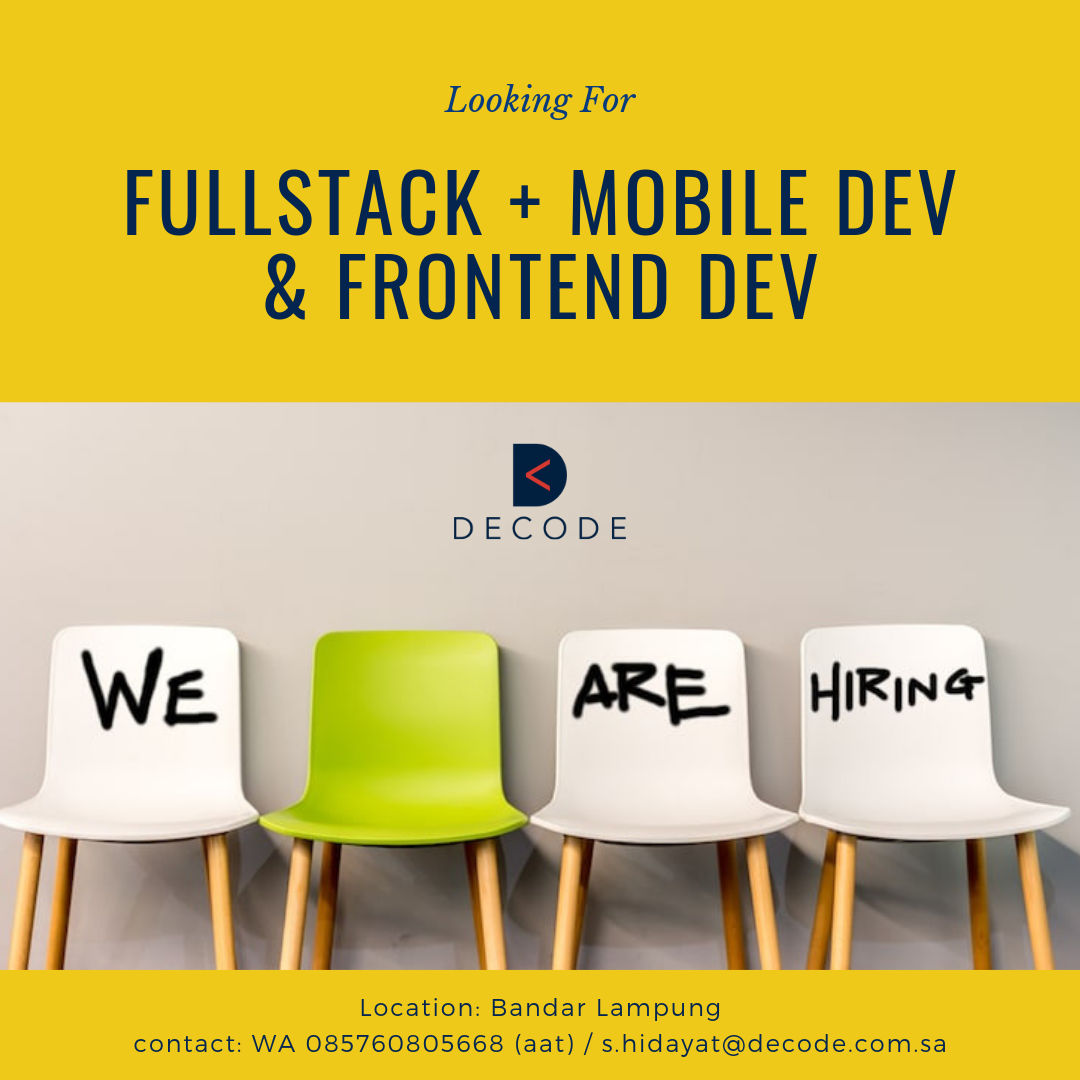 Looking For
FULLSTACK + MOBILE DEV
& FRONTEND DEV
DECODE
WE ARE HIRING
Location: Bandar Lampung
contact: WA 085760805668 (aat) / s.hidayat@decode.com.sa